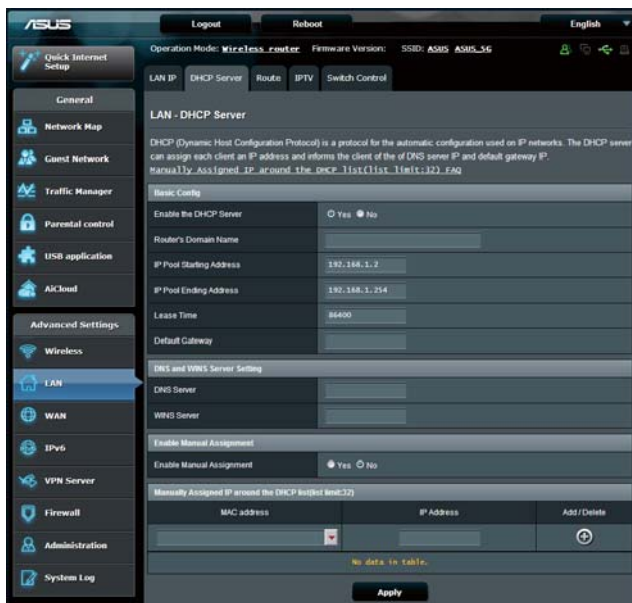 ASUS
Logout
Reboot
English
Quick Internet Setup
Operation Mode: Wireless router Firmware Version: SSID: ASUS ASUS_5G
LAN IP
DHCP Server
Route
IPTV
Switch Control
General
Network Map
Guest Network
Traffic Manager
Parental control
USB application
AiCloud
Advanced Settings
Wireless
LAN
WAN
IPv6
VPN Server
Firewall
Administration
System Log
LAN - DHCP Server
DHCP (Dynamic Host Configuration Protocol) is a protocol for the automatic configuration used on IP networks. The DHCP server
can assign each client an IP address and informs the client of the of DNS server IP and default gateway IP.
Manually Assigned IP around the DHCP list(list limit:32) FAQ
Basic Config
Enable the DHCP Server Yes No
Router's Domain Name
IP Pool Starting Address 192.168.1.2
IP Pool Ending Address 192.168.1.254
Lease Time 86400
Default Gateway
DNS and WINS Server Setting
DNS Server
WINS Server
Enable Manual Assignment
Enable Manual Assignment Yes No
Manually Assigned IP around the DHCP list(list limit:32)
MAC address IP Address Add / Delete
No data in table.
Apply